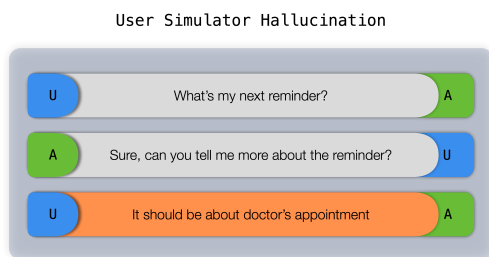 User Simulator Hallucination
U What's my next reminder? A
A Sure, can you tell me more about the reminder? U
U It should be about doctor's appointment A